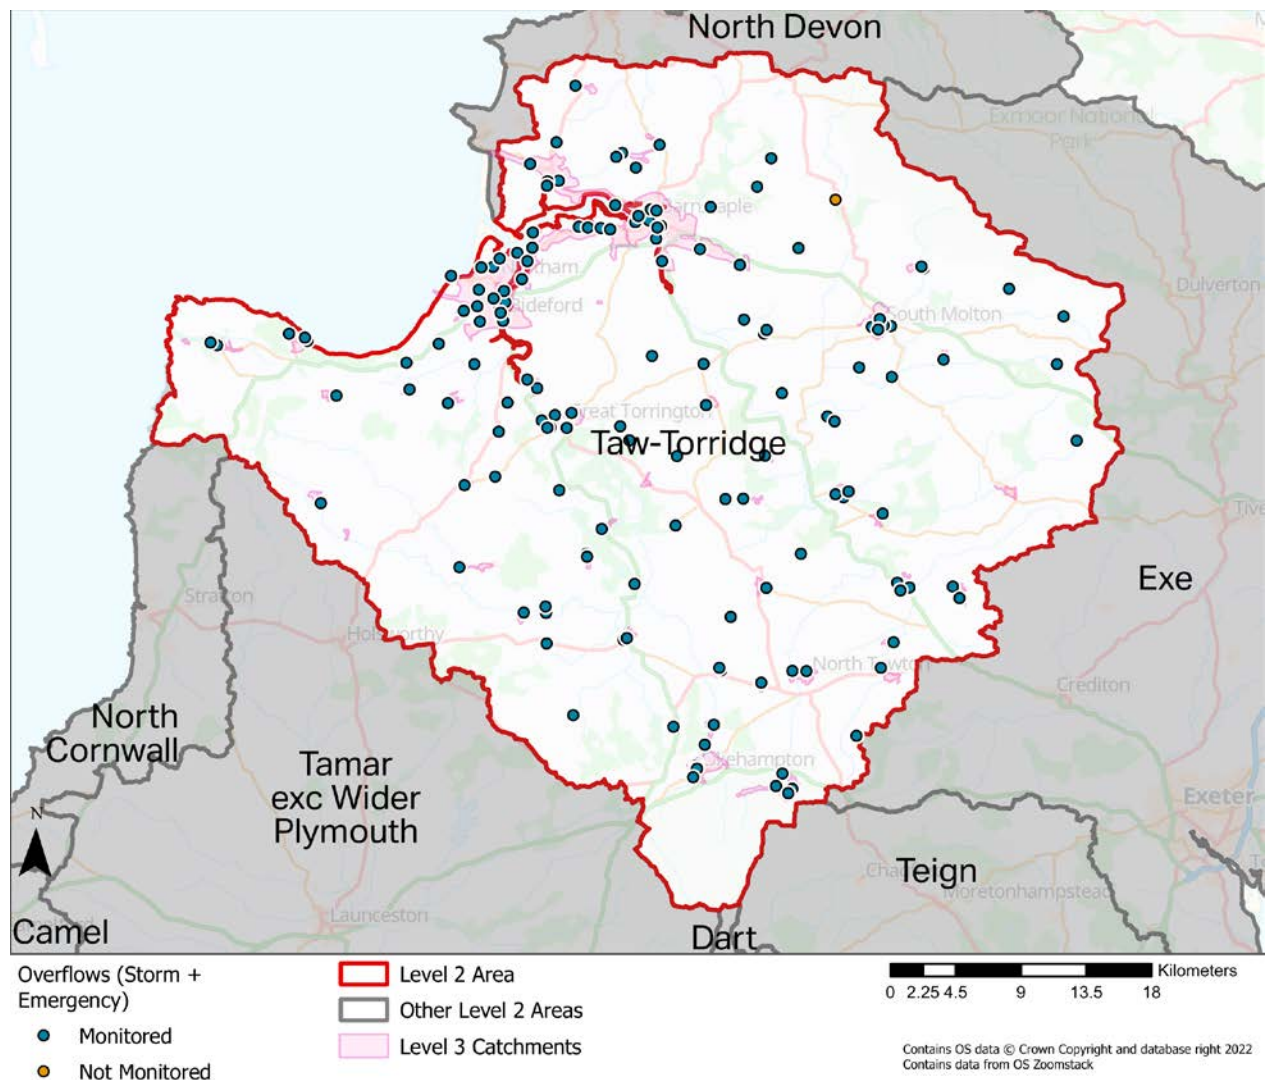 North Devon
Exmoor National
Park
Barnstaple
Northam
Bideford
Dulverton
South Molton
Great Torrington
Taw-Torridge
Exe
Stratton
Holsworthy
North Tawton
Crediton
North
Cornwall
Tamar
exc Wider
Plymouth
Okehampton
Exeter
N
Teign
Moretonhampstead
Launceston
Camel
Dart
Overflows (Storm +
Emergency)
Monitored
Not Monitored
Level 2 Area
Other Level 2 Areas
Level 3 Catchments
Kilometers
0 2.25 4.5 9 13.5 18
Contains OS data © Crown Copyright and database right 2022
Contains data from OS Zoomstack